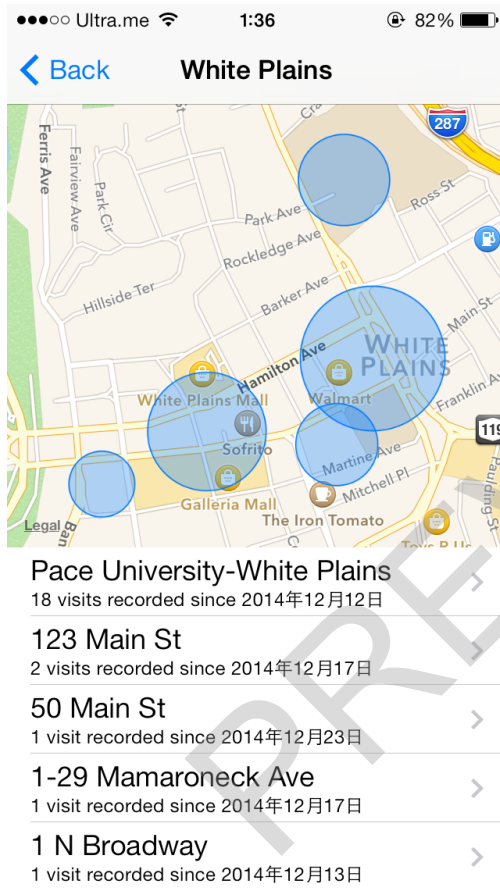 Ultra.me 1:36 82%
Back White Plains
287
Ferris Ave
Fairview Ave
Park Cir
Park Ave
Ross St
Rockledge Ave
Hillside Ter
Barker Ave
Main St
Hamilton Ave
WHITE
PLAINS
White Plains Mall
Walmart
Franklin A
119
Sofrito
Martine Ave
Mitchell Pl
Paulding St
Galleria Mall
The Iron Tomato
Legal
Ban
Toys R Us
Pace University-White Plains
18 visits recorded since 2014年12月12日
123 Main St
2 visits recorded since 2014年12月17日
50 Main St
1 visit recorded since 2014年12月23日
1-29 Mamaroneck Ave
1 visit recorded since 2014年12月17日
1 N Broadway
1 visit recorded since 2014年12月13日
PREV